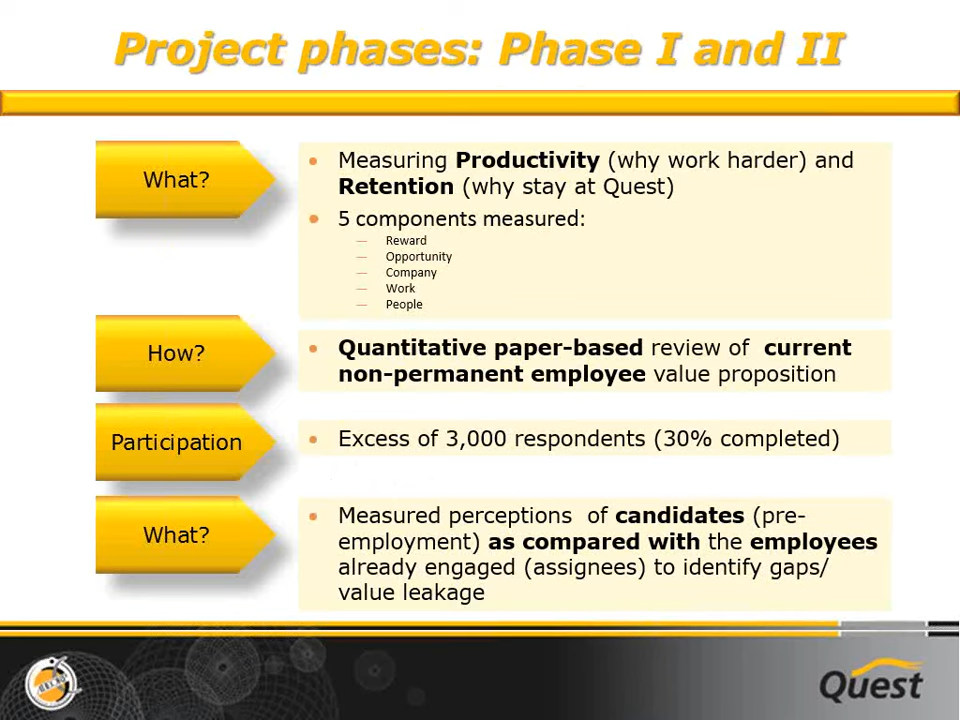 Project phases: Phase I and II
What?
• Measuring Productivity (why work harder) and
Retention (why stay at Quest)
• 5 components measured:
— Reward
— Opportunity
— Company
— Work
— People
How?
• Quantitative paper-based review of current
non-permanent employee value proposition
Participation
• Excess of 3,000 respondents (30% completed)
What?
• Measured perceptions of candidates (pre-
employment) as compared with the employees
already engaged (assignees) to identify gaps/
value leakage
Quest